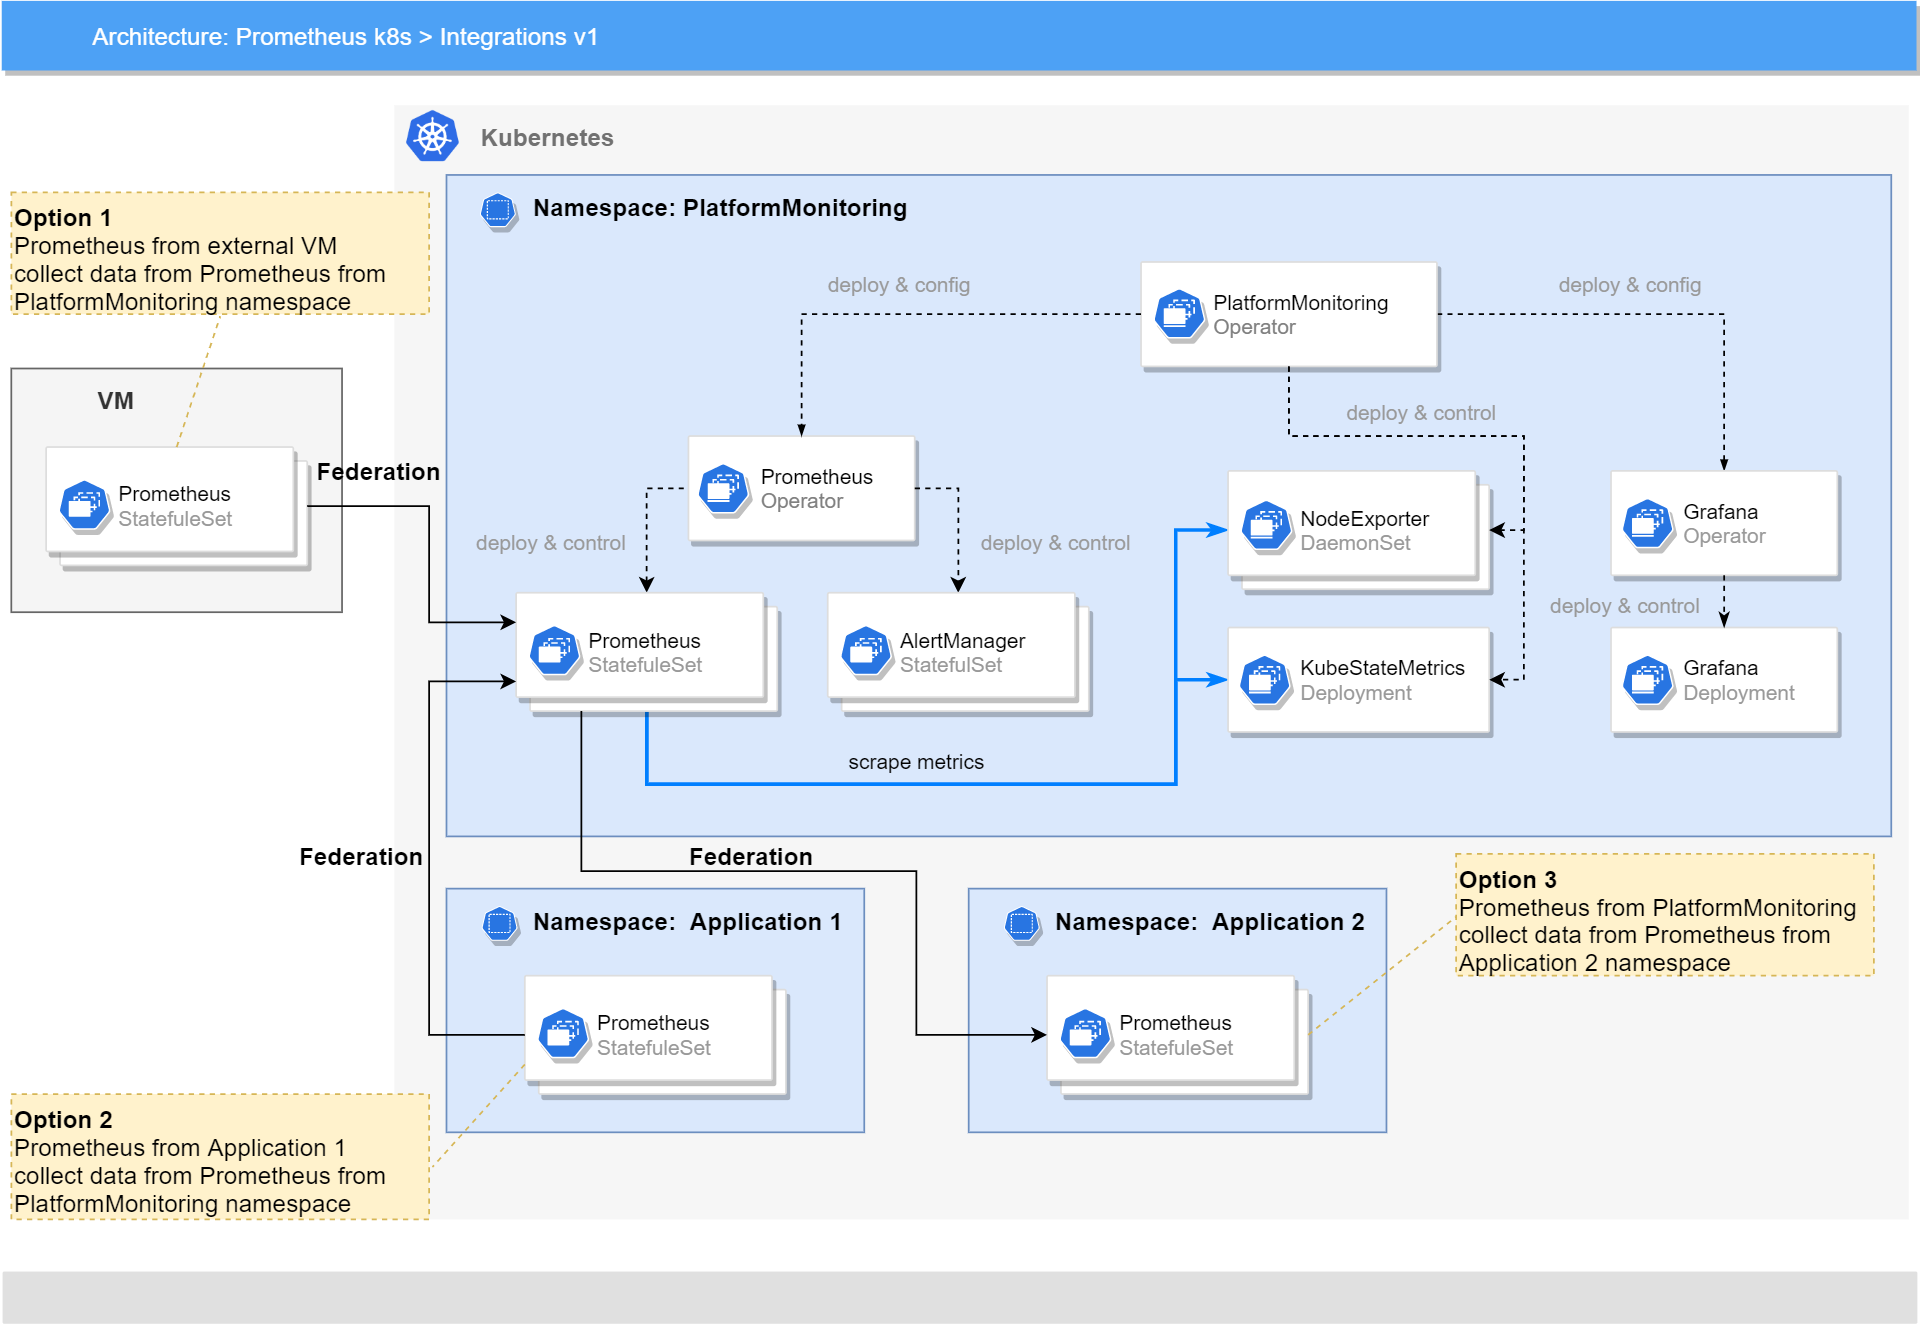 Architecture: Prometheus k8s > Integrations v1
Kubernetes
Option 1
Prometheus from external VM
collect data from Prometheus from
PlatformMonitoring namespace
Namespace: PlatformMonitoring
deploy & config
PlatformMonitoring
Operator
deploy & config
VM
deploy & control
Prometheus
StatefuleSet
Federation
Prometheus
Operator
NodeExporter
DaemonSet
Grafana
Operator
deploy & control
deploy & control
deploy & control
Prometheus
StatefuleSet
AlertManager
StatefulSet
KubeStateMetrics
Deployment
Grafana
Deployment
scrape metrics
Federation
Federation
Namespace:  Application 1
Namespace:  Application 2
Option 3
Prometheus from PlatformMonitoring
collect data from Prometheus from
Application 2 namespace
Prometheus
StatefuleSet
Prometheus
StatefuleSet
Option 2
Prometheus from Application 1
collect data from Prometheus from
PlatformMonitoring namespace